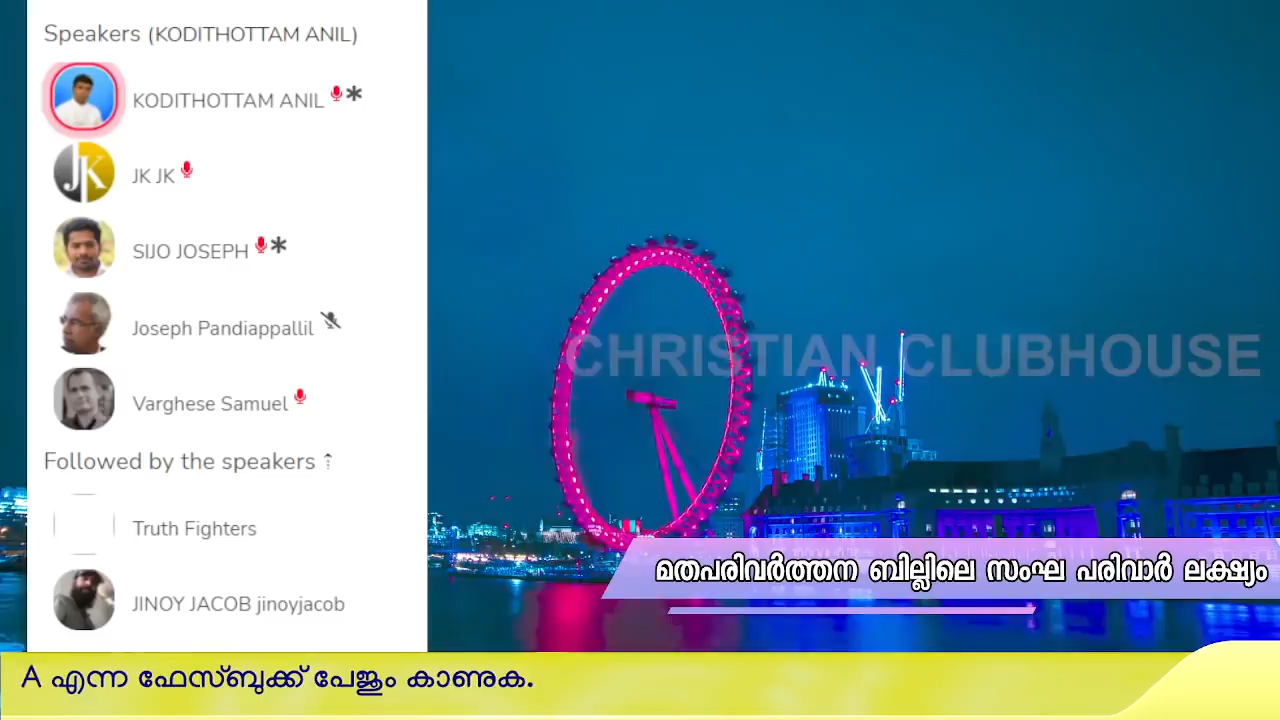 Speakers (KODITHOTTAM ANIL)
KODITHOTTAM ANIL
JK
JK JK
SIJO JOSEPH
Joseph Pandiappallil
Varghese Samuel
Followed by the speakers
Truth Fighters
JINOY JACOB jinoyjacob
CHRISTIAN CLUBHOUSE
മതപരിവർത്തന ബില്ലിലെ സംഘ പരിവാർ ലക്ഷ്യം
A എന്ന ഫേസ്ബുക്ക് പേജും കാണുക.